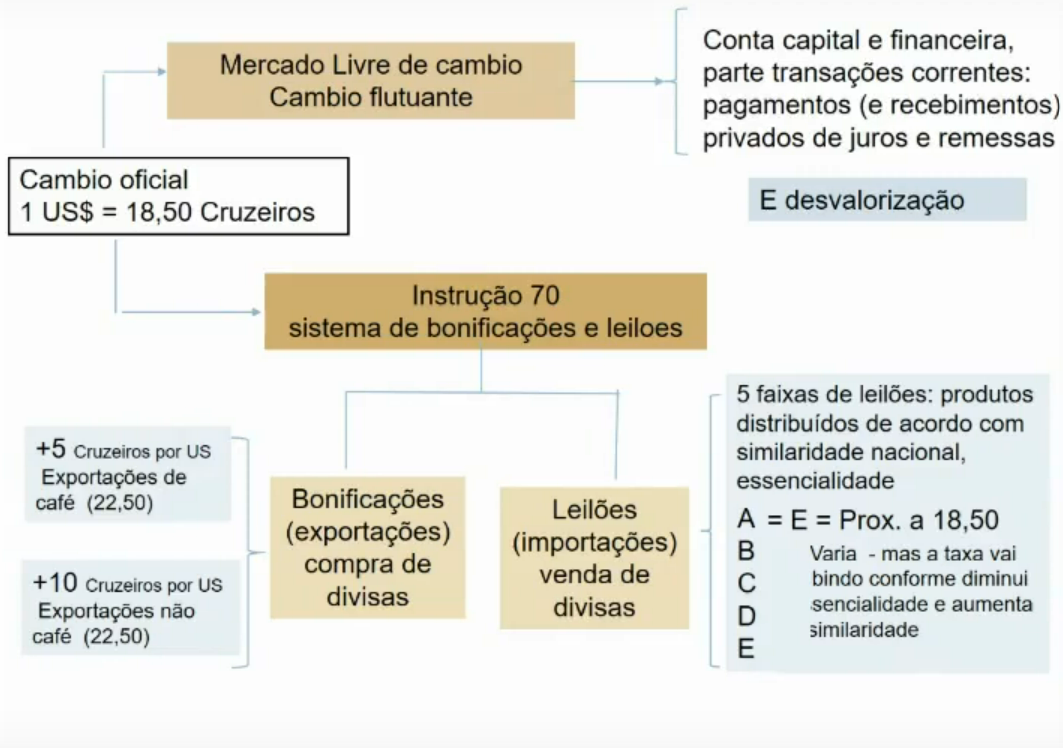 Mercado Livre de cambio
Cambio flutuante
Conta capital e financeira,
parte transações correntes:
pagamentos (e recebimentos)
privados de juros e remessas
Cambio oficial
1 US$ = 18,50 Cruzeiros
E desvalorização
Instrução 70
sistema de bonificações e leiloes
+5 Cruzeiros por US
Exportações de
café (22,50)
+10 Cruzeiros por US
Exportações não
café (22,50)
Bonificações
(exportações)
compra de
divisas
Leilões
(importações)
venda de
divisas
5 faixas de leilões: produtos
distribuídos de acordo com
similaridade nacional,
essencialidade
A = E = Prox. a 18,50
B Varia - mas a taxa vai
C bindo conforme diminui
D sencialidade e aumenta
similaridade
E